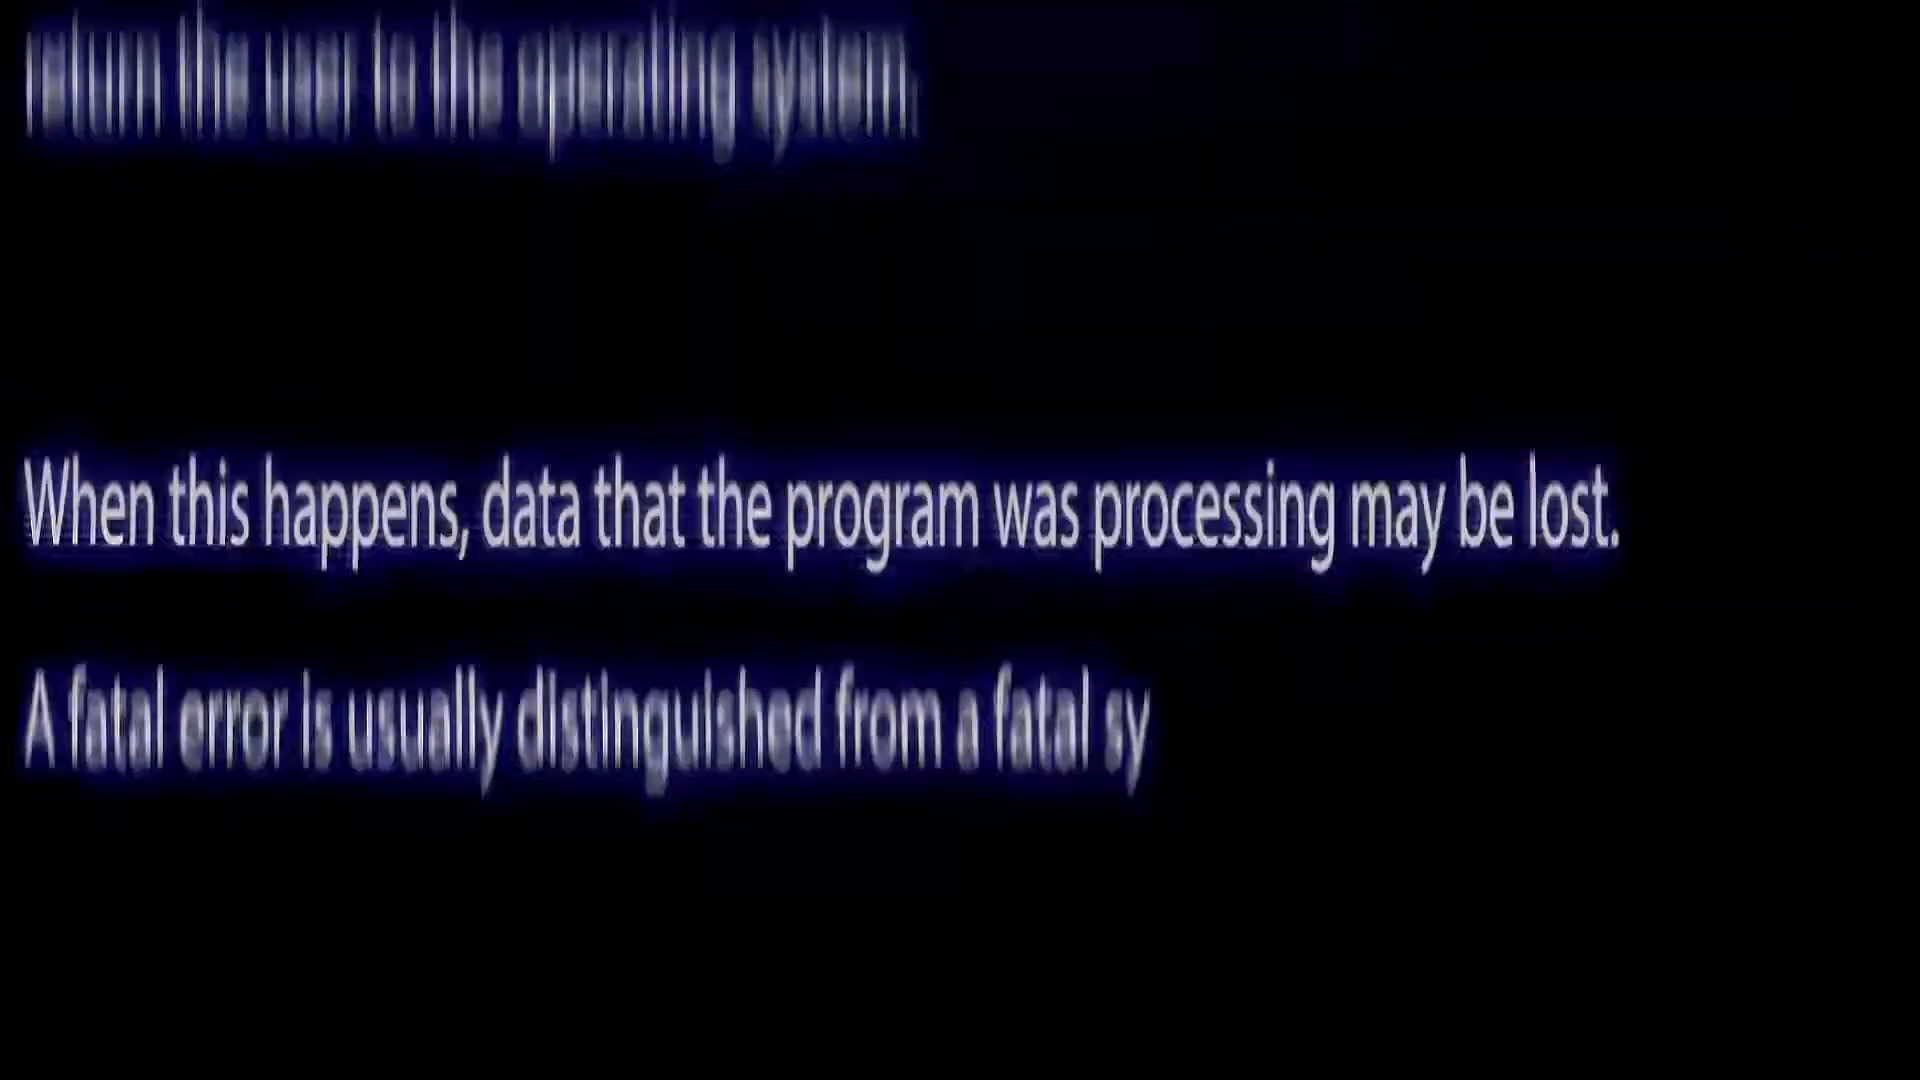 return the user to the operating system.
When this happens, data that the program was processing may be lost.
A fatal error is usually distinguished from a fatal sy